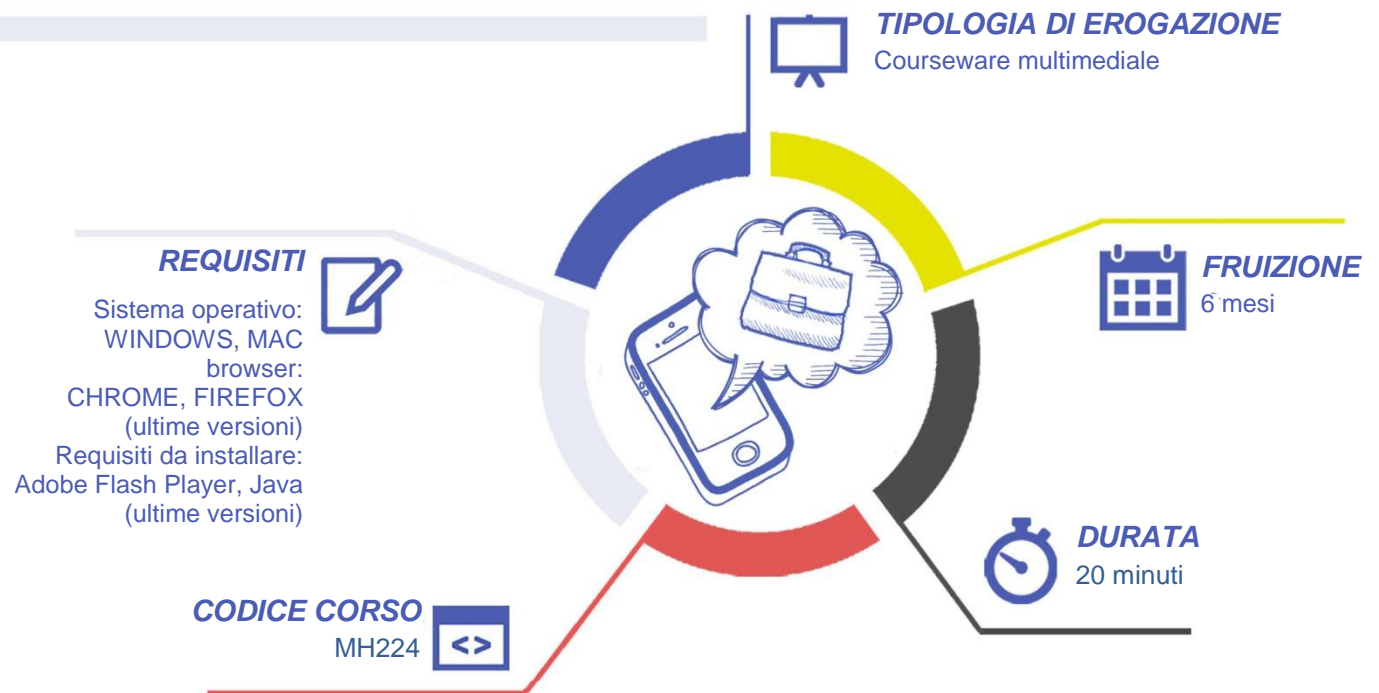 TIPOLOGIA DI EROGAZIONE
Courseware multimediale
REQUISITI
Sistema operativo:
WINDOWS, MAC
browser:
CHROME, FIREFOX
(ultime versioni)
Requisiti da installare:
Adobe Flash Player, Java
(ultime versioni)
FRUIZIONE
6 mesi
DURATA
20 minuti
CODICE CORSO
MH224
<>